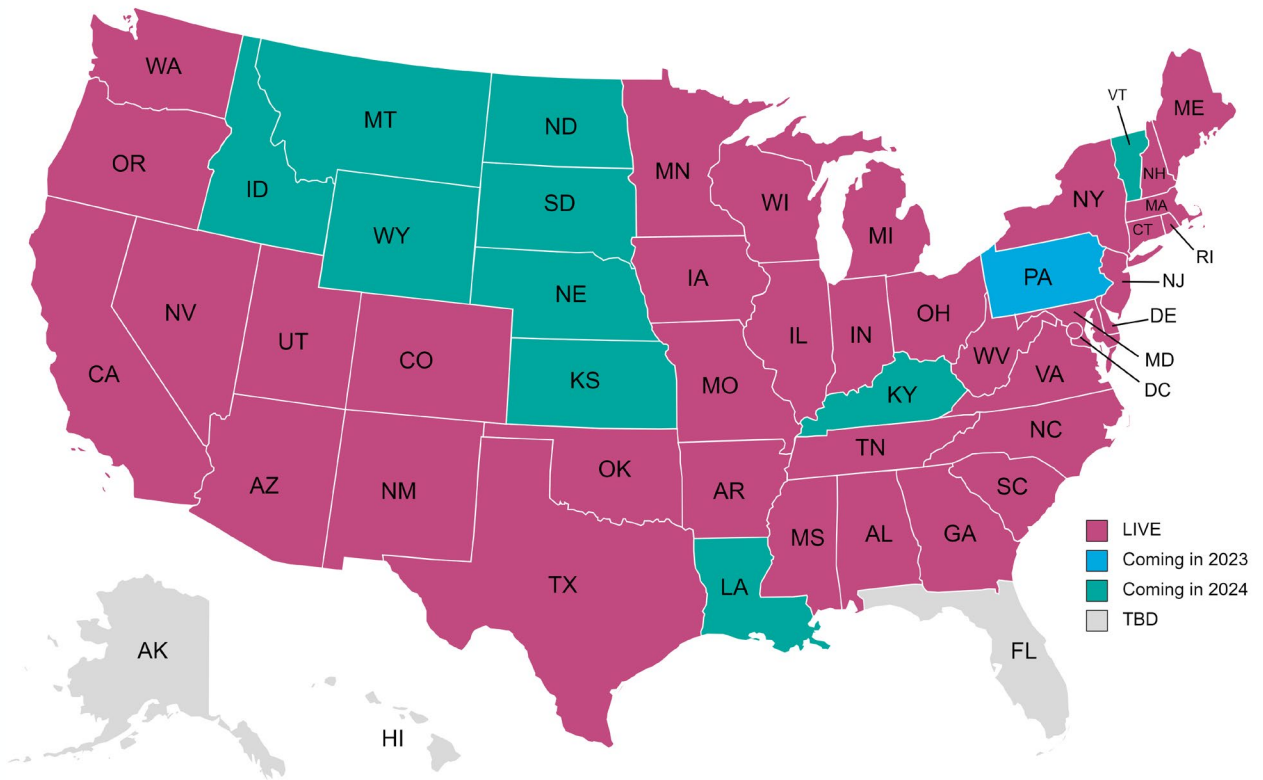 WA
OR
ID
MT
ND
SD
WY
NE
KS
MN
WI
MI
IA
NV
UT
CO
CA
AZ
NM
OK
TX
MO
AR
LA
IL
IN
OH
KY
TN
MS
AL
GA
FL
SC
NC
VA
WV
PA
NY
VT
NH
ME
MA
CT
RI
NJ
DE
MD
DC
AK
HI
LIVE
Coming in 2023
Coming in 2024
TBD